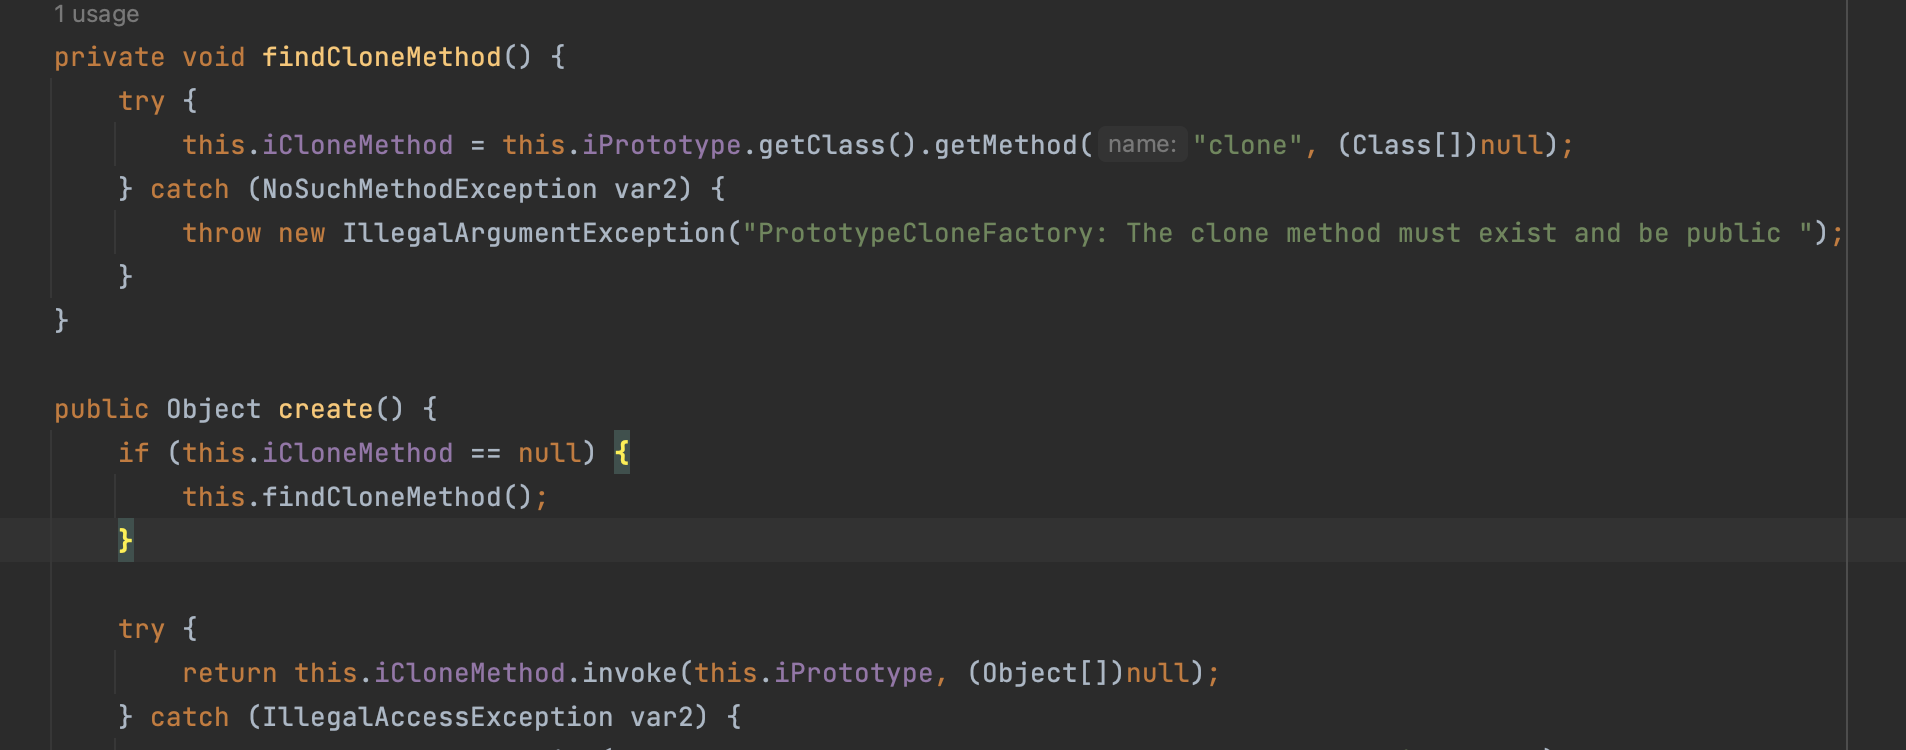 1 usage
private void findCloneMethod() {
try {
this.iCloneMethod = this.iPrototype.getClass().getMethod( name: "clone", (Class[])null);
} catch (NoSuchMethodException var2) {
throw new IllegalArgumentException("PrototypeCloneFactory: The clone method must exist and be public ");
}
}
public Object create() {
if (this.iCloneMethod == null) {
this.findCloneMethod();
}
try {
return this.iCloneMethod.invoke(this.iPrototype, (Object[])null);
} catch (IllegalAccessException var2) {